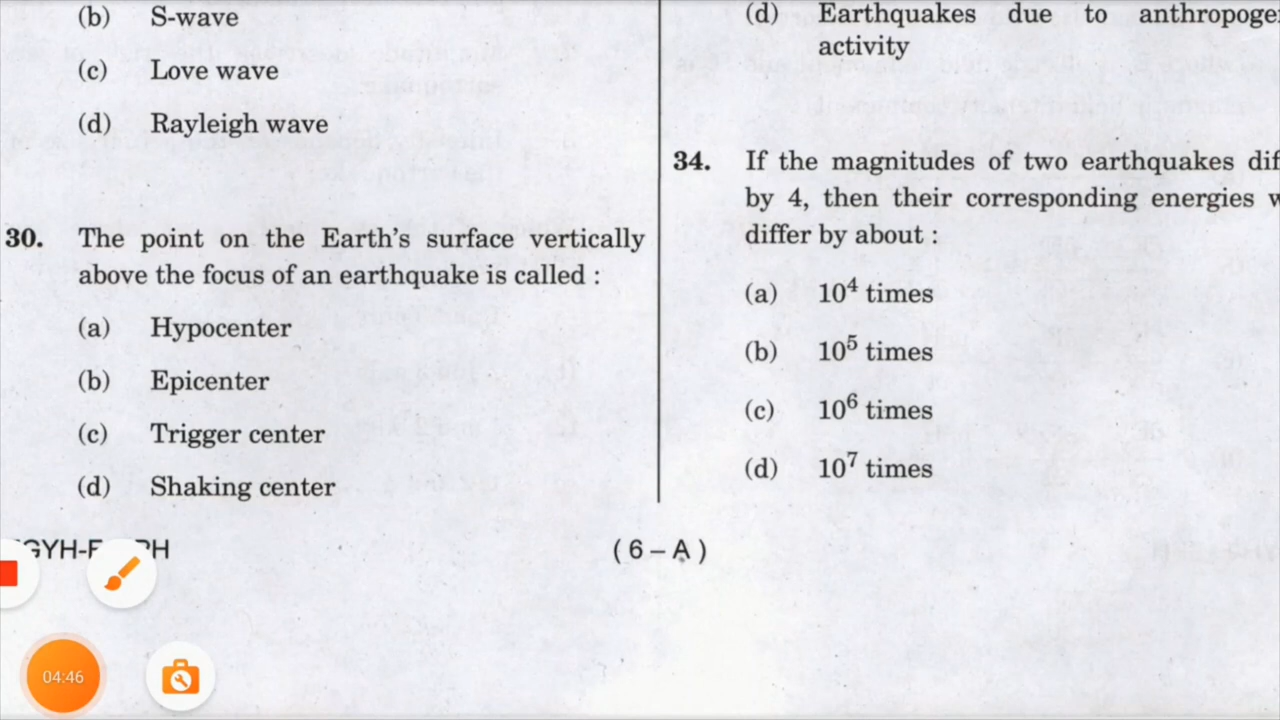 (b) S-wave
(c) Love wave
(d) Rayleigh wave
30. The point on the Earth's surface vertically
above the focus of an earthquake is called :
(a) Hypocenter
(b) Epicenter
(c) Trigger center
(d) Shaking center
(d) Earthquakes due to
activity
34. If the magnitudes of two earthquakes
by 4, then their corresponding energies
differ by about :
(a) 10⁴ times
(b) 10⁵ times
(c) 10⁶ times
(d) 10⁷ times
( 6 – A )
04:46